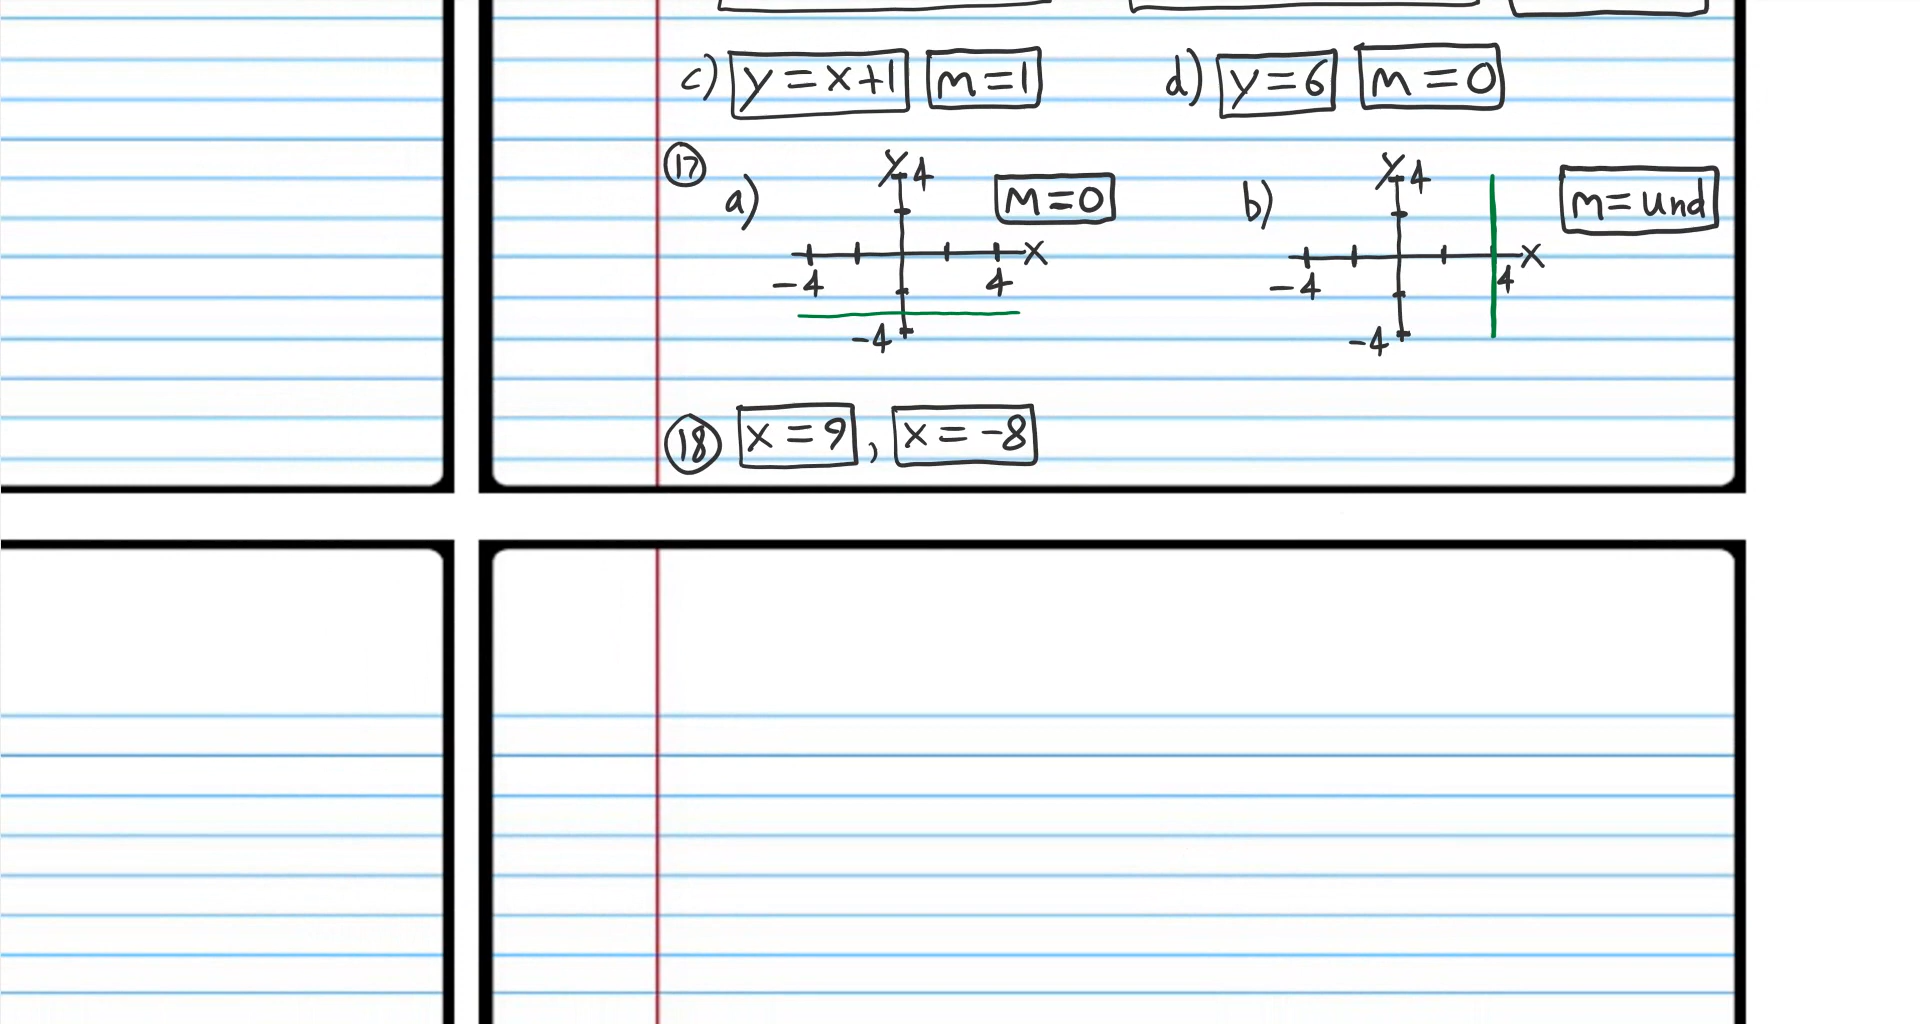 c) y = x+1 m=1 d) y=6 m=0
17
a) y 4 m=0 b) y 4 m= und
x x
-4 4 -4 4
-4 -4
18 x = 9 , x = -8